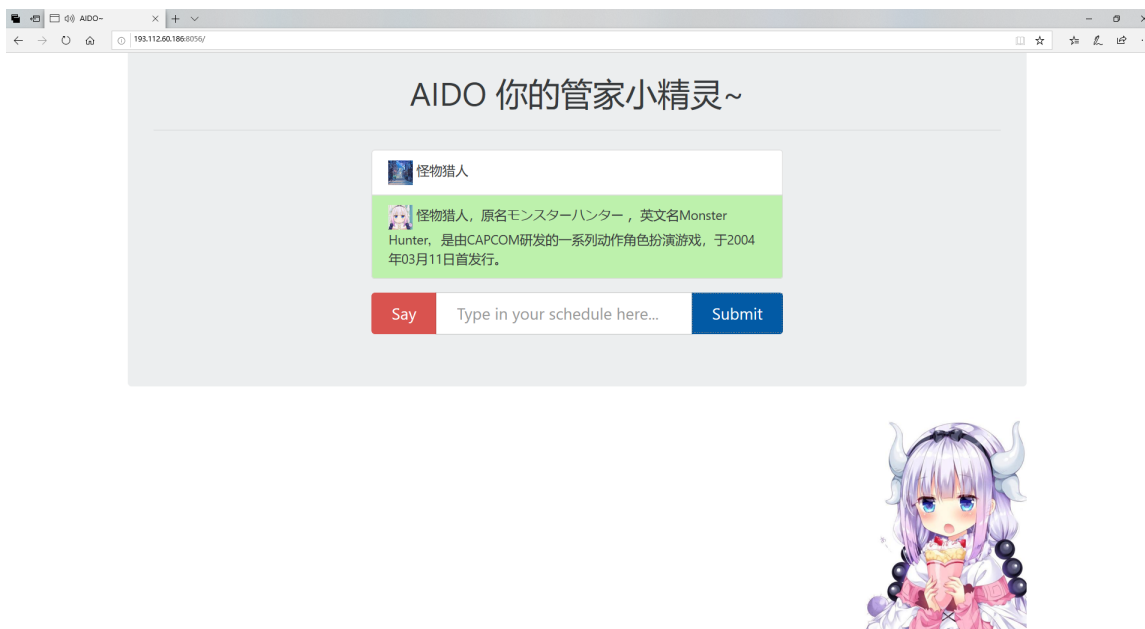 AIDO~
193.112.60.186:8056/
AIDO 你的管家小精灵~
怪物猎人
怪物猎人，原名モンスターハンター ，英文名Monster
Hunter，是由CAPCOM研发的一系列动作角色扮演游戏，于2004
年03月11日首发行。
Say Type in your schedule here... Submit